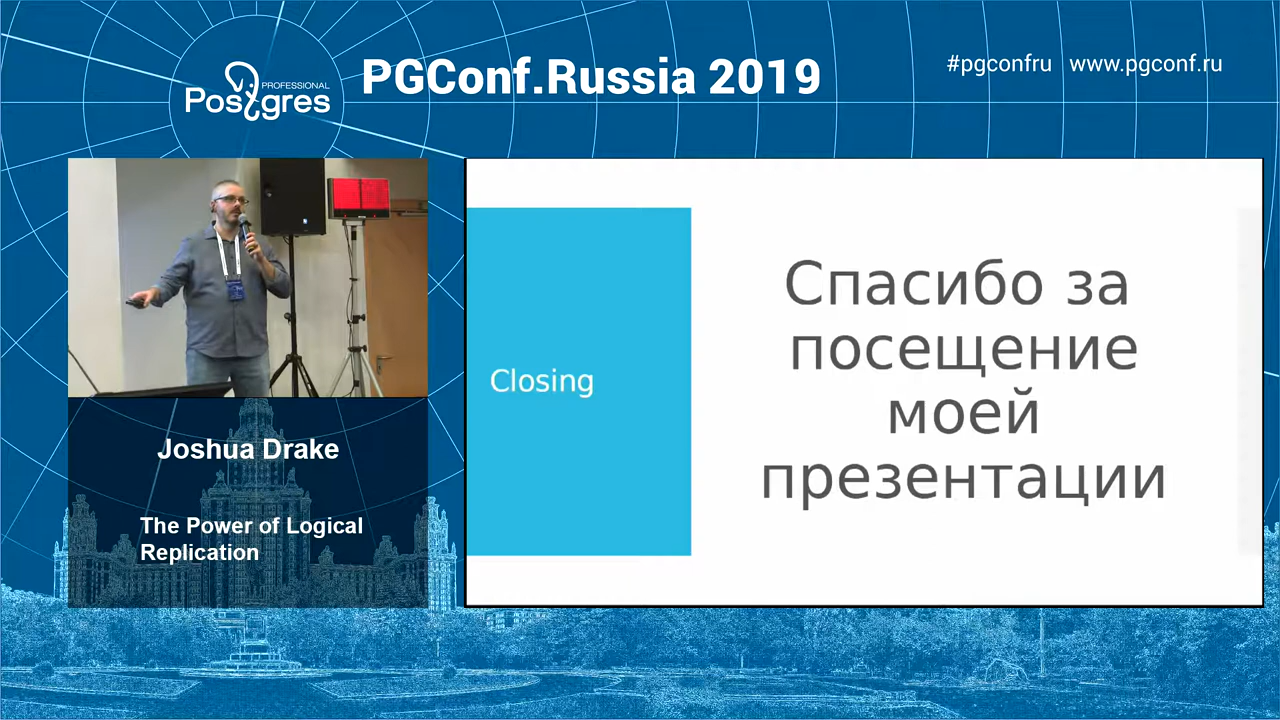 PROFESSIONAL
Postgres
PGConf.Russia 2019
#pgconfru www.pgconf.ru
Joshua Drake
The Power of Logical
Replication
Closing
Спасибо за
посещение
моей
презентации